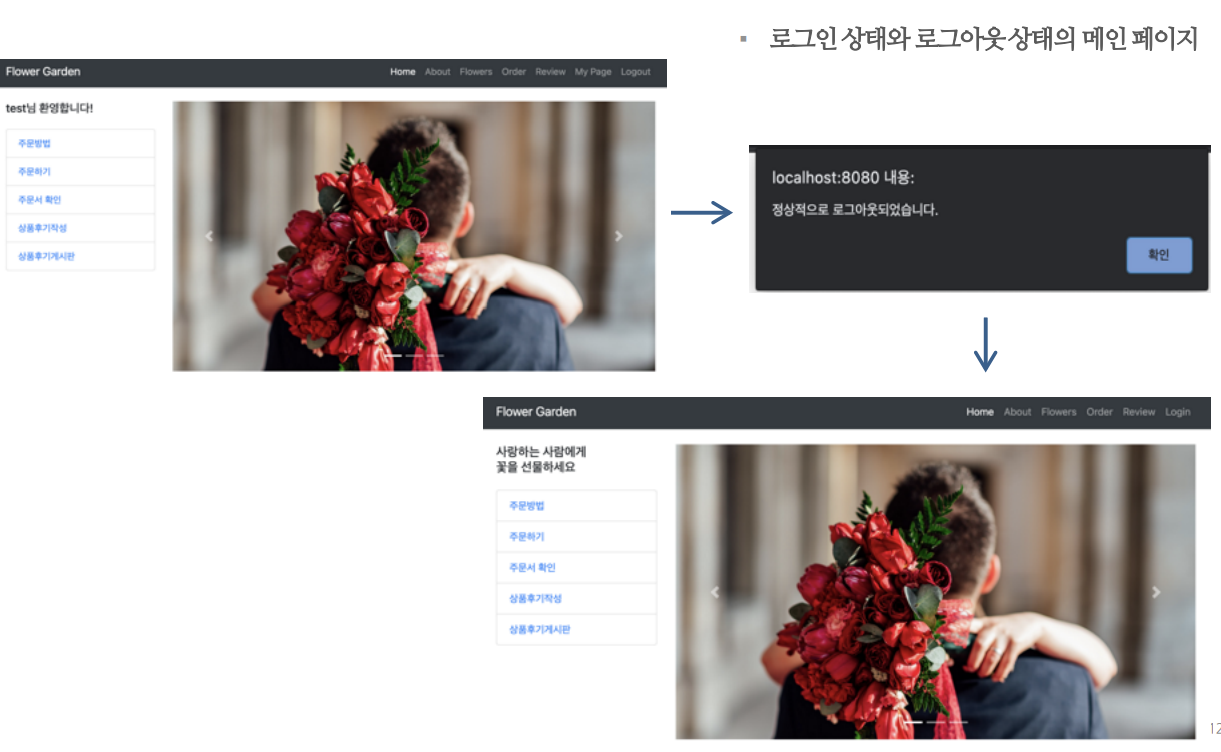 ▪ 로그인 상태와 로그아웃 상태의 메인 페이지
Flower Garden
Home About Flowers Order Review My Page Logout
test님 환영합니다!
주문방법
주문하기
주문서 확인
상품후기작성
상품후기게시판
localhost:8080 내용:
정상적으로 로그아웃되었습니다.
확인
Flower Garden
Home About Flowers Order Review Login
사랑하는 사람에게
꽃을 선물하세요
주문방법
주문하기
주문서 확인
상품후기작성
상품후기게시판
12